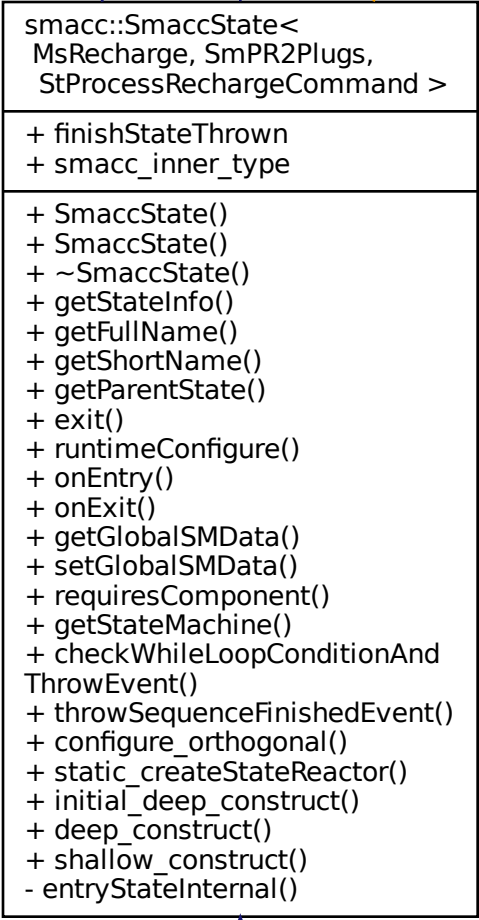 smacc::SmaccState<
MsRecharge, SmPR2Plugs,
StProcessRechargeCommand >
+ finishStateThrown
+ smacc_inner_type
+ SmaccState()
+ SmaccState()
+ ~SmaccState()
+ getStateInfo()
+ getFullName()
+ getShortName()
+ getParentState()
+ exit()
+ runtimeConfigure()
+ onEntry()
+ onExit()
+ getGlobalSMData()
+ setGlobalSMData()
+ requiresComponent()
+ getStateMachine()
+ checkWhileLoopConditionAnd
ThrowEvent()
+ throwSequenceFinishedEvent()
+ configure_orthogonal()
+ static_createStateReactor()
+ initial_deep_construct()
+ deep_construct()
+ shallow_construct()
- entryStateInternal()